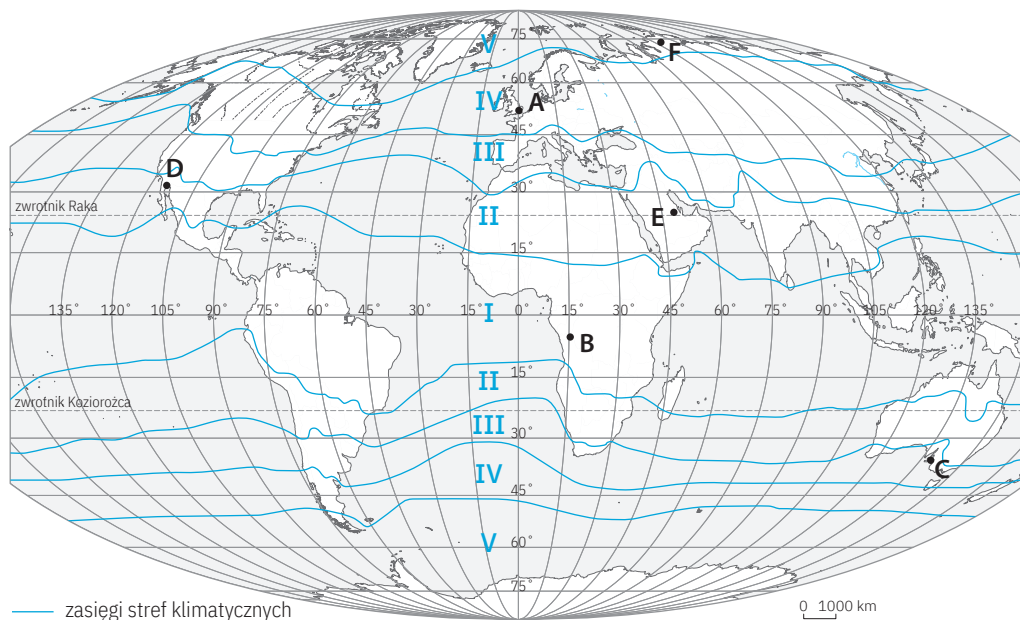 75°
V
F
60°
IV
A
45°
III
D
30°
zwrotnik Raka
II
E
15°
135° 90° 75° 60° 45° 30° 15° 0° 15° 30° 45° 60° 75° 90° 105° 120° 135°
I
B
15°
II
zwrotnik Koziorożca
III
30°
C
IV
45°
V
60°
75°
zasięgi stref klimatycznych
0 1000 km